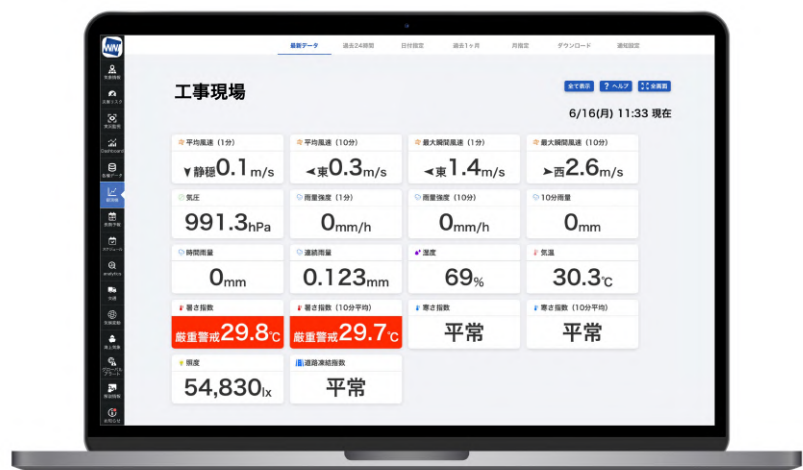 最新データ 過去24時間 日付指定 過去1ヶ月 月指定 ダウンロード 通知設定
工事現場
全て表示 ? ヘルプ 全画面
6/16(月) 11:33 現在
平均風速（1分） 平均風速（10分） 最大瞬間風速（1分） 最大瞬間風速（10分）
静穏0.1m/s 東0.3m/s 東1.4m/s 西2.6m/s
気圧 雨量強度（1分） 雨量強度（10分） 10分雨量
991.3hPa 0mm/h 0mm/h 0mm
時間雨量 連続雨量 湿度 気温
0mm 0.123mm 69% 30.3℃
暑さ指数 暑さ指数（10分平均） 寒さ指数 寒さ指数（10分平均）
厳重警戒29.8℃ 厳重警戒29.7℃ 平常 平常
照度 道路凍結指数
54,830lx 平常
WNI
Dashboard
analytics
お知らせ